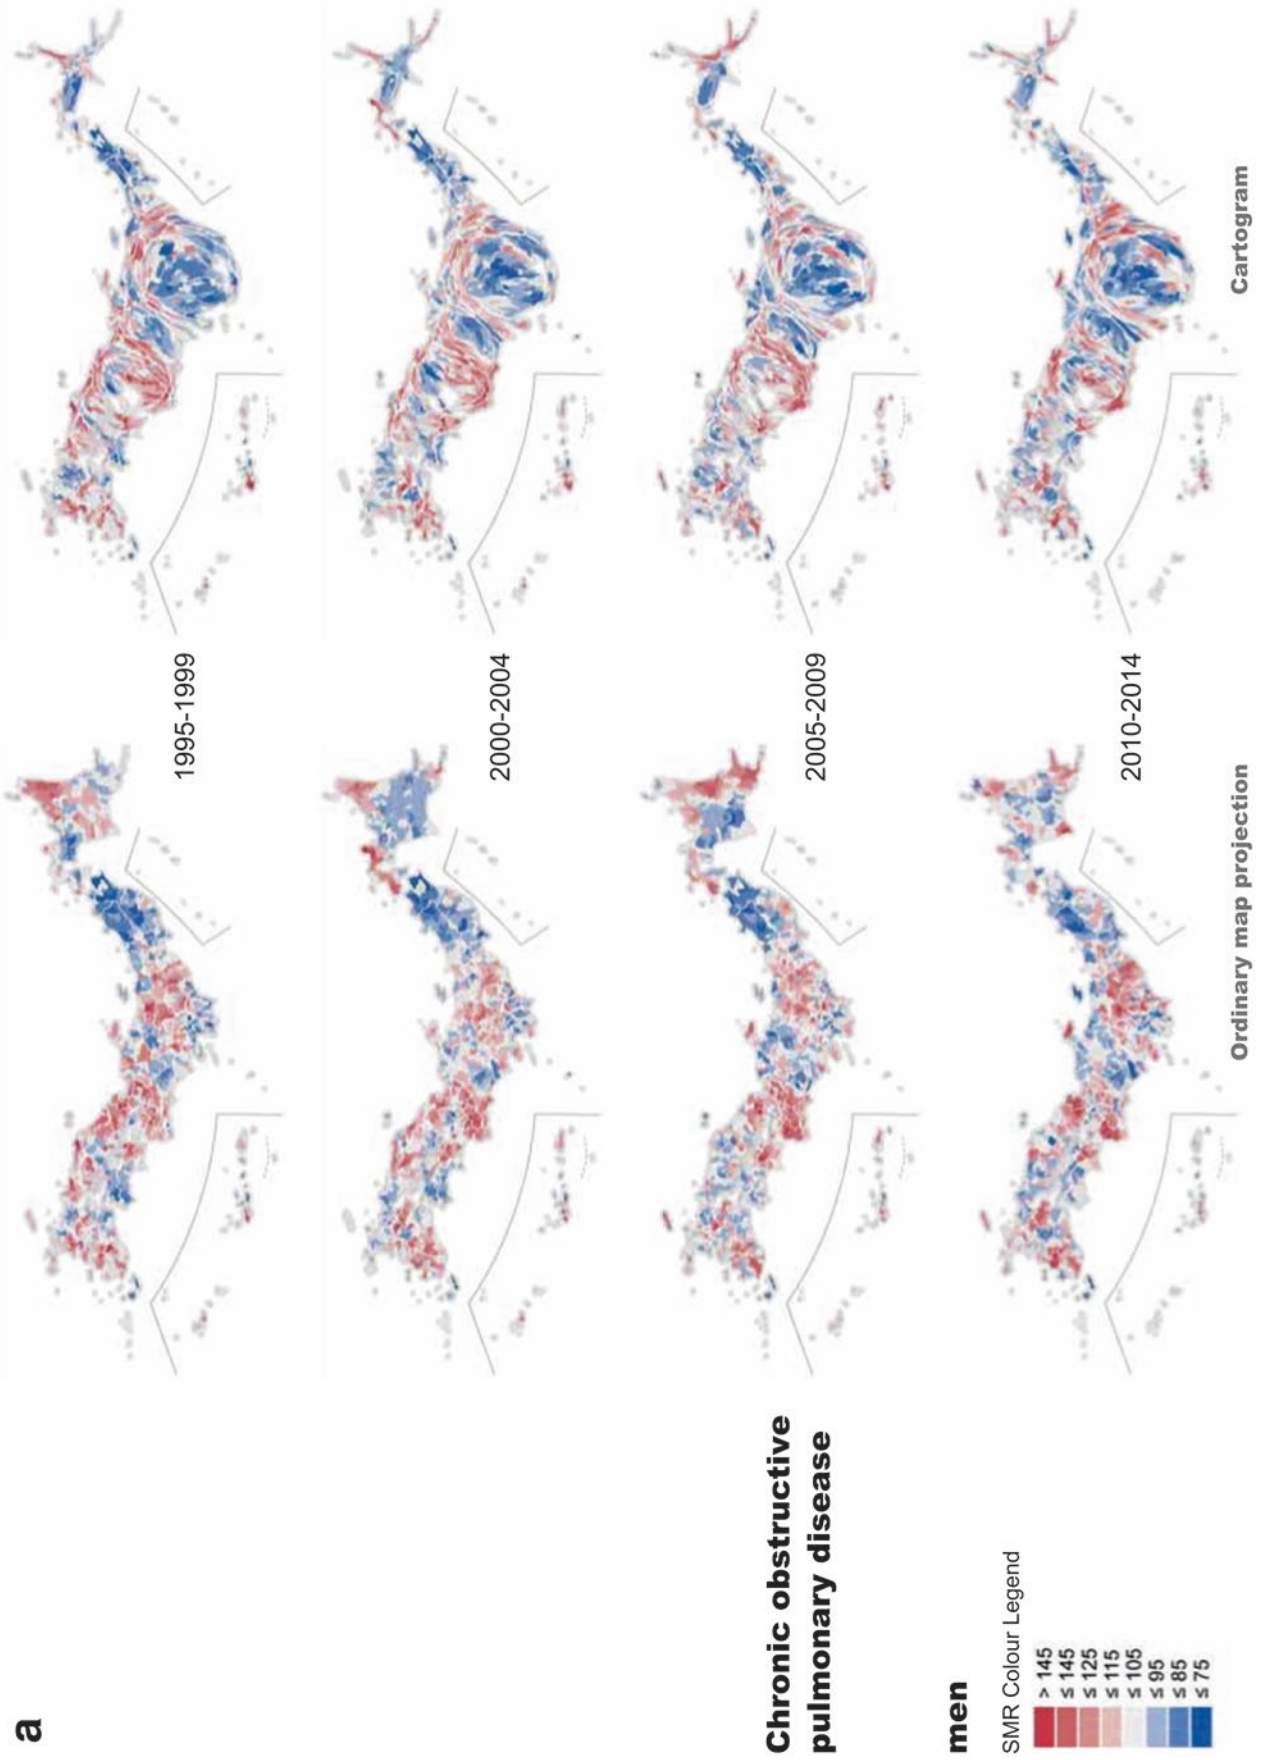 a
Chronic obstructive
pulmonary disease
men
SMR Colour Legend
> 145
≤ 145
≤ 125
≤ 115
≤ 105
≤ 95
≤ 85
≤ 75
1995-1999
2000-2004
2005-2009
2010-2014
Ordinary map projection
Cartogram